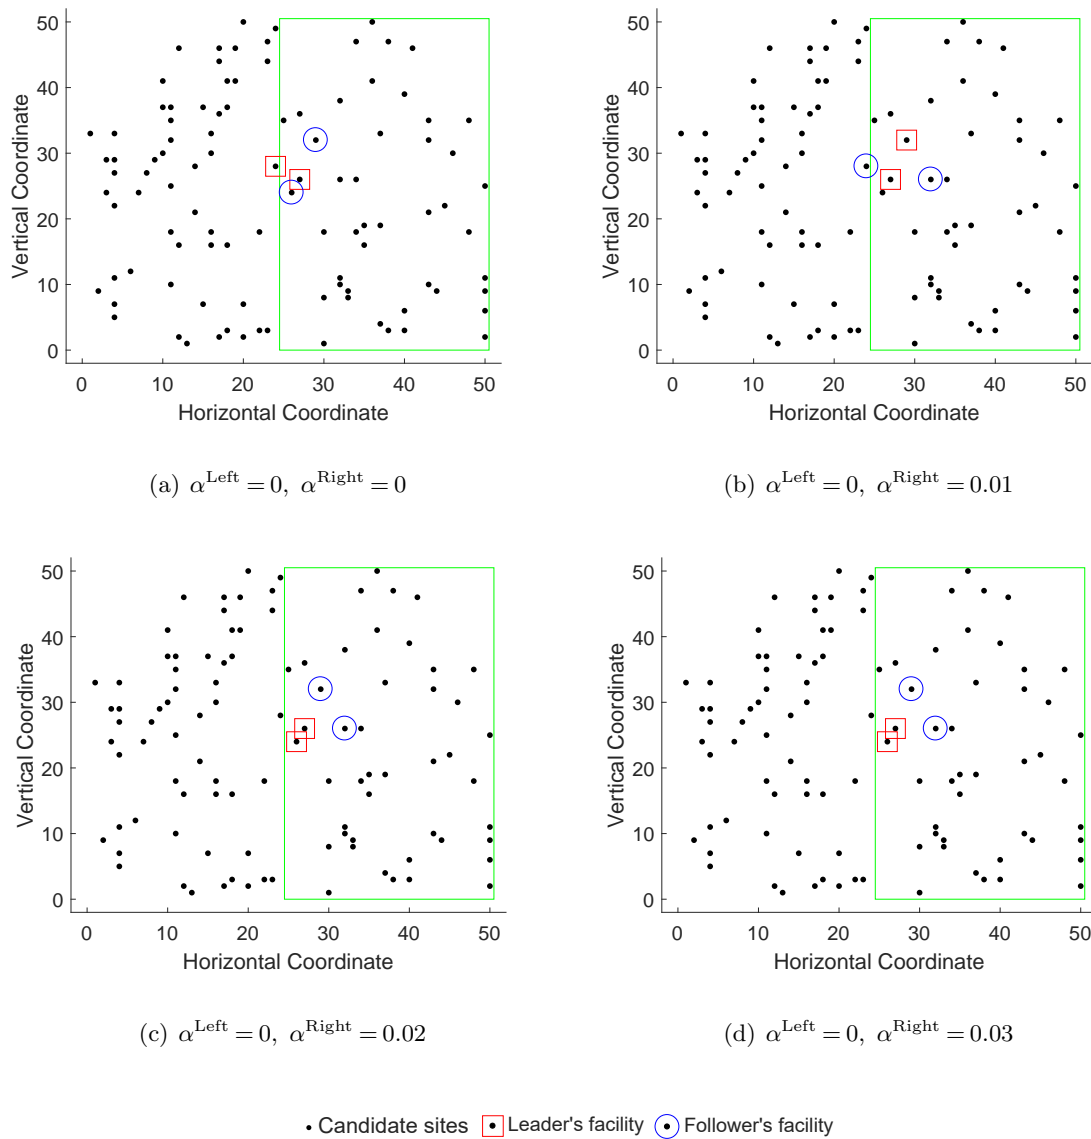 50
40
30
20
10
0
Vertical Coordinate
0 10 20 30 40 50
Horizontal Coordinate
(a) α^Left = 0, α^Right = 0
50
40
30
20
10
0
Vertical Coordinate
0 10 20 30 40 50
Horizontal Coordinate
(b) α^Left = 0, α^Right = 0.01
50
40
30
20
10
0
Vertical Coordinate
0 10 20 30 40 50
Horizontal Coordinate
(c) α^Left = 0, α^Right = 0.02
50
40
30
20
10
0
Vertical Coordinate
0 10 20 30 40 50
Horizontal Coordinate
(d) α^Left = 0, α^Right = 0.03
Candidate sites Leader's facility Follower's facility